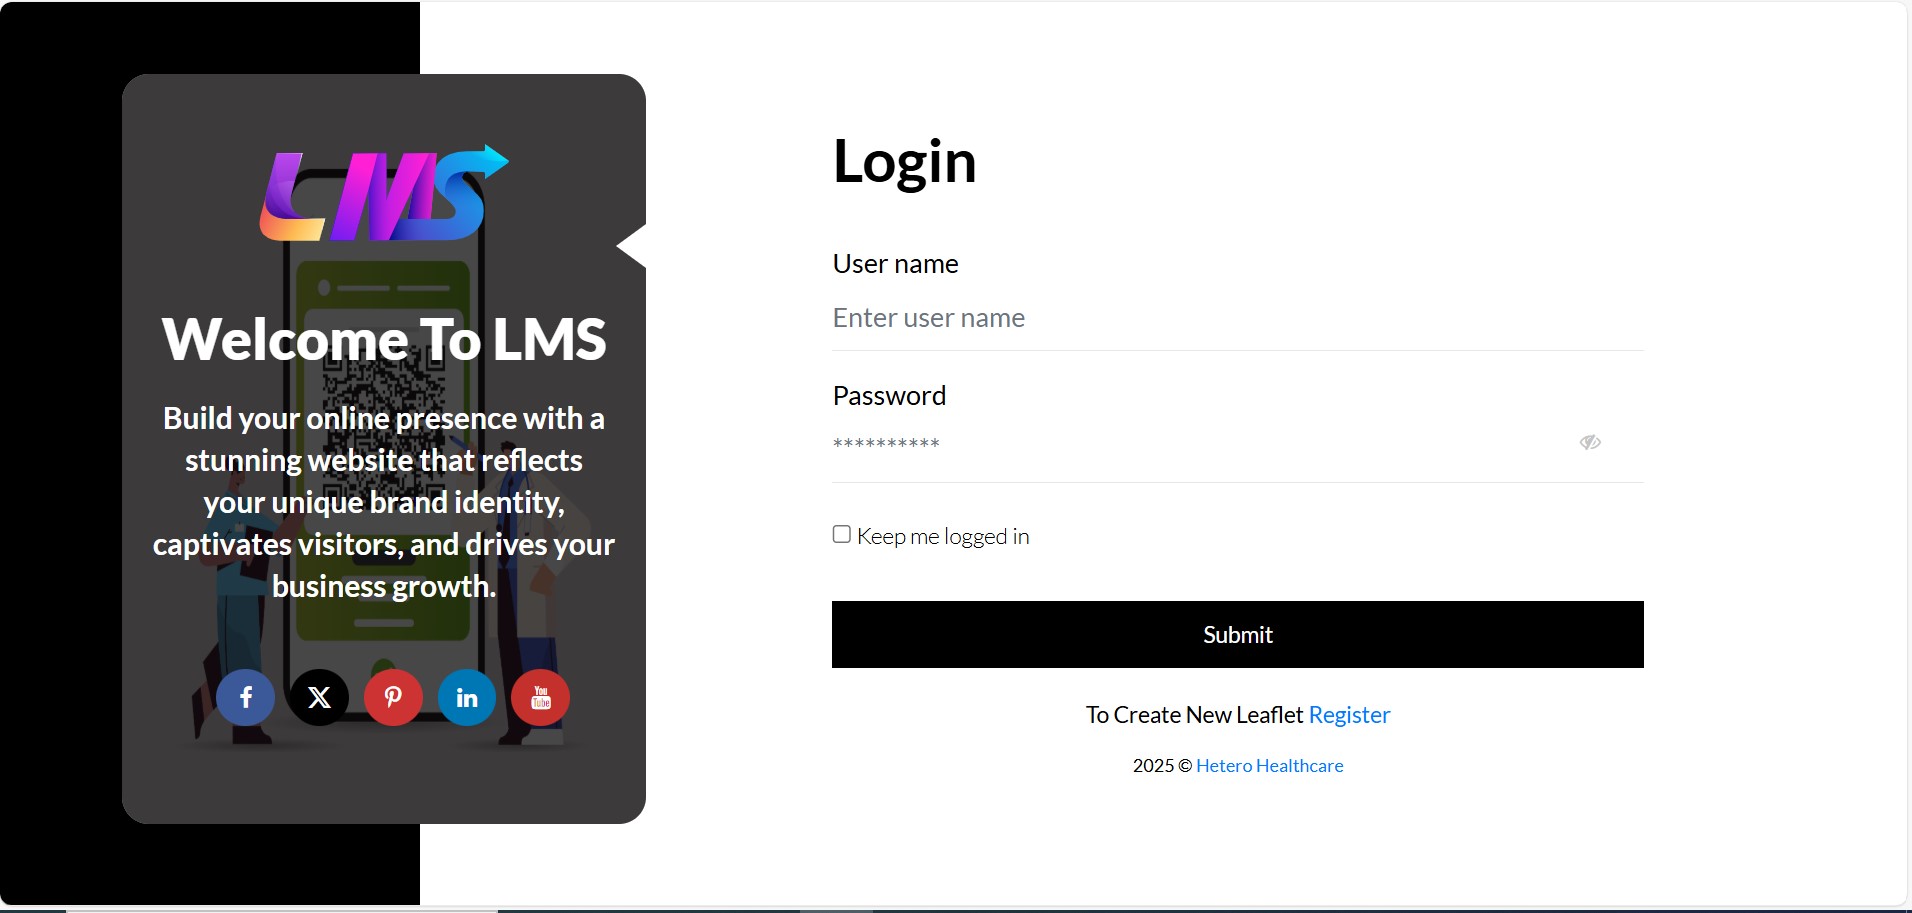 LMS
Welcome To LMS
Build your online presence with a
stunning website that reflects
your unique brand identity,
captivates visitors, and drives your
business growth.
You
Tube
Login
User name
Enter user name
Password
**********
Keep me logged in
Submit
To Create New Leaflet Register
2025 © Hetero Healthcare